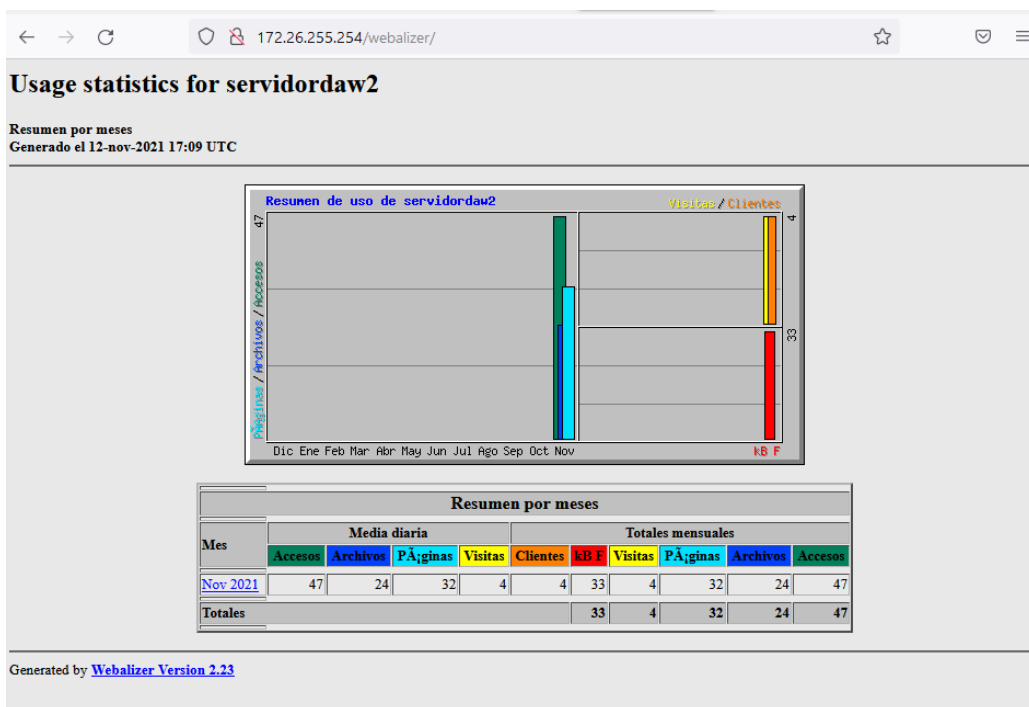 172.26.255.254/webalizer/
Usage statistics for servidordaw2
Resumen por meses
Generado el 12-nov-2021 17:09 UTC
Resumen de uso de servidordaw2
Visitas/Clientes
47
4
PÃ¡ginas/Archivos/Accesos
33
Dic Ene Feb Mar Abr May Jun Jul Ago Sep Oct Nov
kB F
Resumen por meses
Mes
Media diaria
Totales mensuales
Accesos Archivos PÃ¡ginas Visitas Clientes kB F Visitas PÃ¡ginas Archivos Accesos
Nov 2021 47 24 32 4 4 33 4 32 24 47
Totales 33 4 32 24 47
Generated by Webalizer Version 2.23